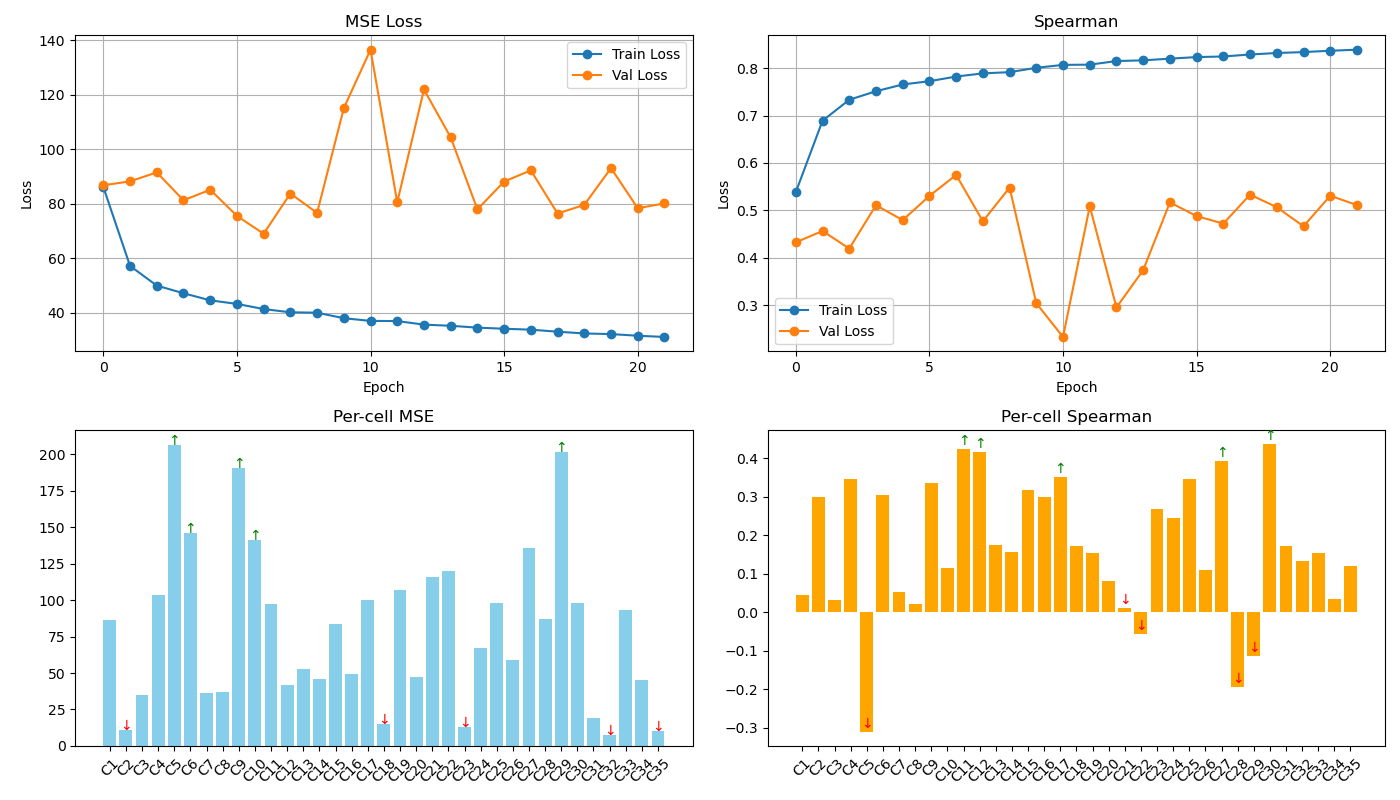 MSE Loss
140
120
100
80
60
40
Loss
Train Loss
Val Loss
0 5 10 15 20
Epoch
Spearman
0.8
0.7
0.6
0.5
0.4
0.3
Loss
Train Loss
Val Loss
0 5 10 15 20
Epoch
Per-cell MSE
200
175
150
125
100
75
50
25
0
↑ ↑ ↑ ↑ ↑
↓ ↓ ↓ ↓ ↓
C1 C2 C3 C4 C5 C6 C7 C8 C9 C10 C11 C12 C13 C14 C15 C16 C17 C18 C19 C20 C21 C22 C23 C24 C25 C26 C27 C28 C29 C30 C31 C32 C33 C34 C35
Per-cell Spearman
0.4
0.3
0.2
0.1
0.0
−0.1
−0.2
−0.3
↑ ↑ ↑ ↑ ↑
↓ ↓ ↓ ↓ ↓
C1 C2 C3 C4 C5 C6 C7 C8 C9 C10 C11 C12 C13 C14 C15 C16 C17 C18 C19 C20 C21 C22 C23 C24 C25 C26 C27 C28 C29 C30 C31 C32 C33 C34 C35